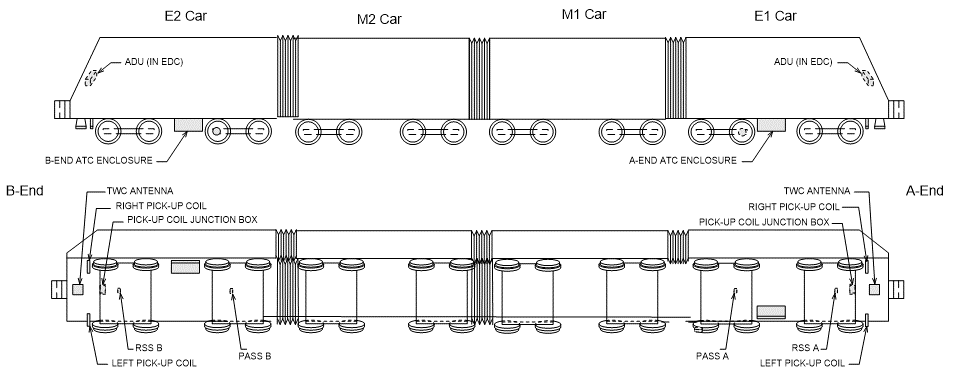 E2 Car
M2 Car
M1 Car
E1 Car
ADU (IN EDC)
ADU (IN EDC)
B-END ATC ENCLOSURE
A-END ATC ENCLOSURE
B-End
A-End
TWC ANTENNA
RIGHT PICK-UP COIL
PICK-UP COIL JUNCTION BOX
TWC ANTENNA
RIGHT PICK-UP COIL
PICK-UP COIL JUNCTION BOX
RSS B
PASS B
PASS A
RSS A
LEFT PICK-UP COIL
LEFT PICK-UP COIL